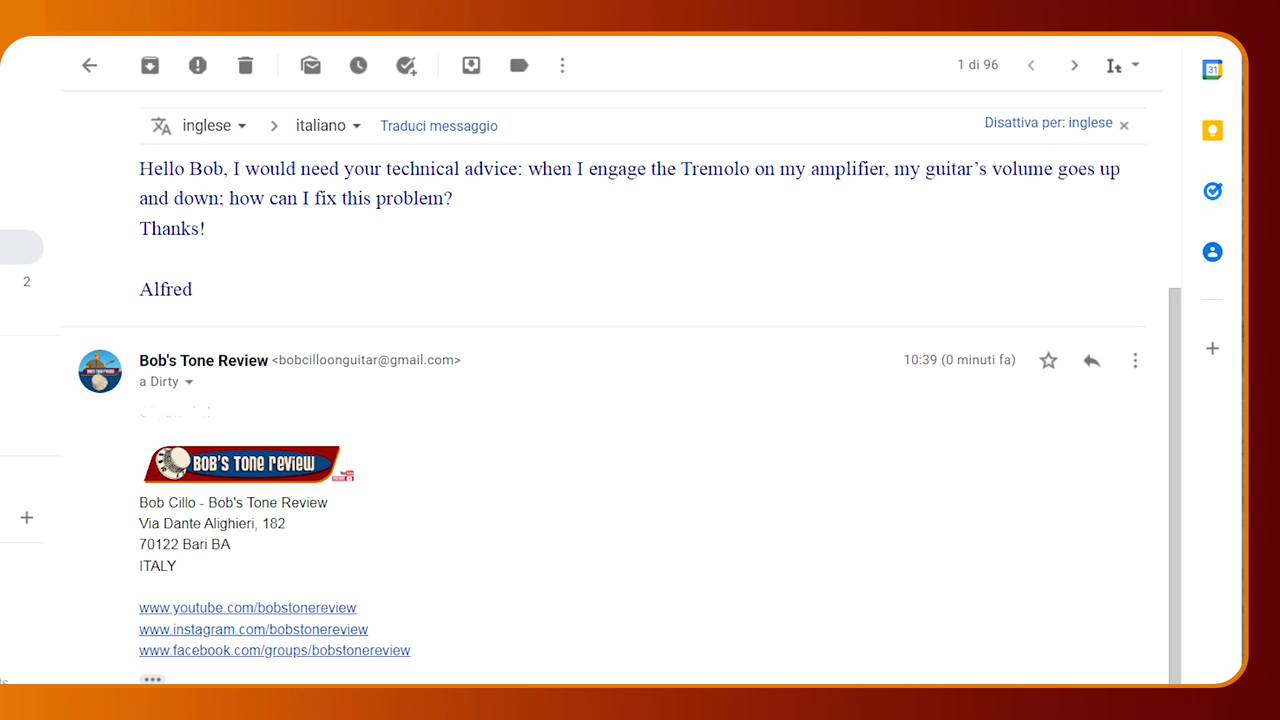 1 di 96
31
inglese
italiano
Traduci messaggio
Disattiva per: inglese
Hello Bob, I would need your technical advice: when I engage the Tremolo on my amplifier, my guitar’s volume goes up
and down; how can I fix this problem?
Thanks!
Alfred
2
Bob's Tone Review <bobcilloonguitar@gmail.com>
10:39 (0 minuti fa)
a Dirty
BOB'S TONE REVIEW
Bob Cillo - Bob's Tone Review
Via Dante Alighieri, 182
70122 Bari BA
ITALY
www.youtube.com/bobstonereview
www.instagram.com/bobstonereview
www.facebook.com/groups/bobstonereview